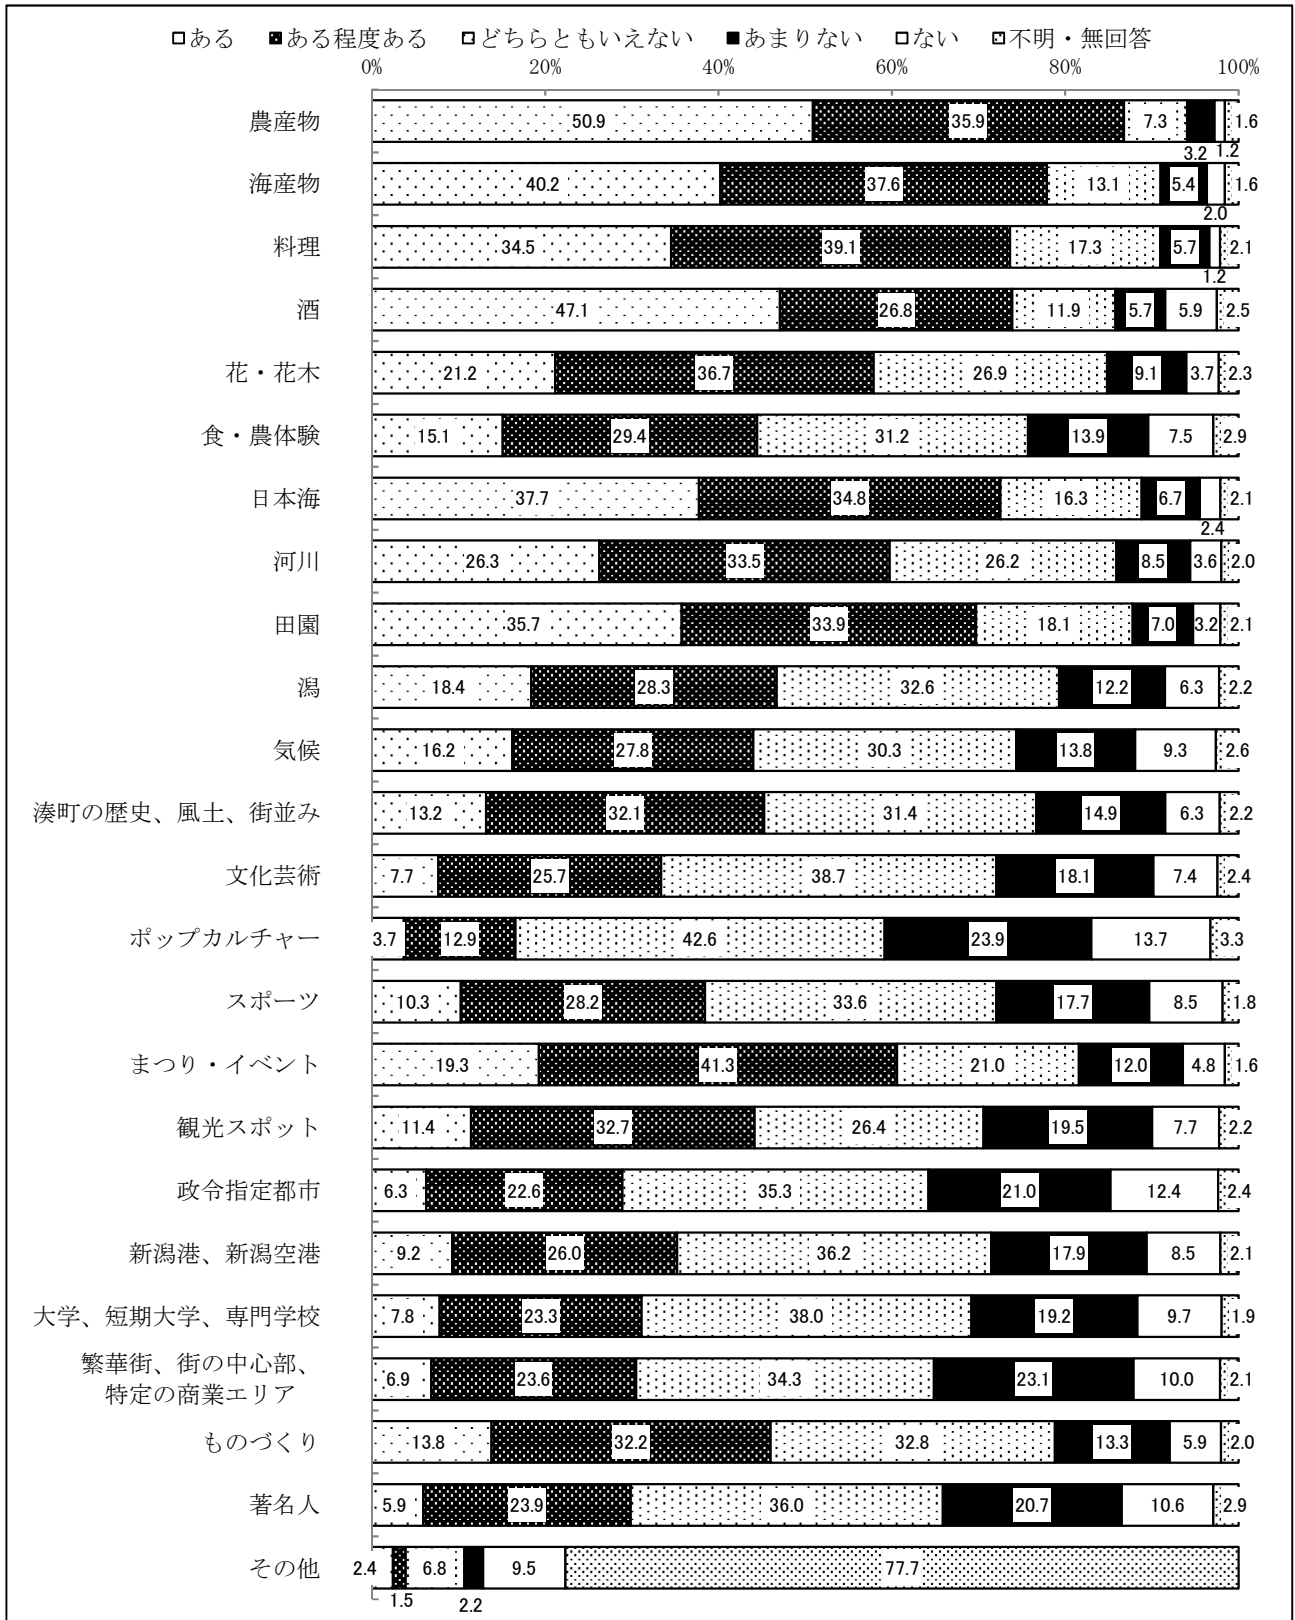 □ある ■ある程度ある □どちらともいえない ■あまりない □ない □不明・無回答
0% 20% 40% 60% 80% 100%
農産物 50.9 35.9 7.3 1.6
3.2 1.2
海産物 40.2 37.6 13.1 5.4 1.6
2.0
料理 34.5 39.1 17.3 5.7 2.1
1.2
酒 47.1 26.8 11.9 5.7 5.9 2.5
花・花木 21.2 36.7 26.9 9.1 3.7 2.3
食・農体験 15.1 29.4 31.2 13.9 7.5 2.9
日本海 37.7 34.8 16.3 6.7 2.1
2.4
河川 26.3 33.5 26.2 8.5 3.6 2.0
田園 35.7 33.9 18.1 7.0 3.2 2.1
潟 18.4 28.3 32.6 12.2 6.3 2.2
気候 16.2 27.8 30.3 13.8 9.3 2.6
湊町の歴史、風土、街並み 13.2 32.1 31.4 14.9 6.3 2.2
文化芸術 7.7 25.7 38.7 18.1 7.4 2.4
ポップカルチャー 3.7 12.9 42.6 23.9 13.7 3.3
スポーツ 10.3 28.2 33.6 17.7 8.5 1.8
まつり・イベント 19.3 41.3 21.0 12.0 4.8 1.6
観光スポット 11.4 32.7 26.4 19.5 7.7 2.2
政令指定都市 6.3 22.6 35.3 21.0 12.4 2.4
新潟港、新潟空港 9.2 26.0 36.2 17.9 8.5 2.1
大学、短期大学、専門学校 7.8 23.3 38.0 19.2 9.7 1.9
繁華街、街の中心部、
特定の商業エリア 6.9 23.6 34.3 23.1 10.0 2.1
ものづくり 13.8 32.2 32.8 13.3 5.9 2.0
著名人 5.9 23.9 36.0 20.7 10.6 2.9
その他 2.4 6.8 9.5 77.7
1.5 2.2